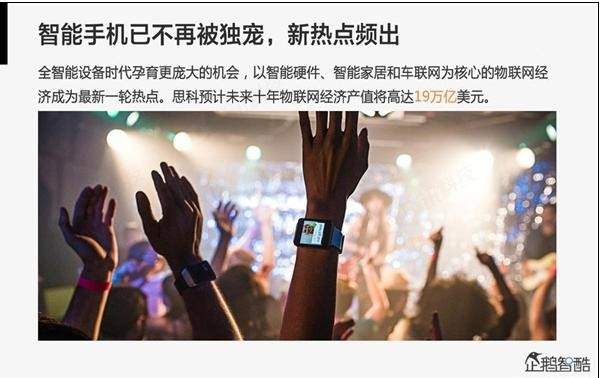 智能手机已不再被独宠，新热点频出
全智能设备时代孕育更庞大的机会，以智能硬件、智能家居和车联网为核心的物联网经
济成为最新一轮热点。思科预计未来十年物联网经济产值将高达19万亿美元。
企鹅智酷